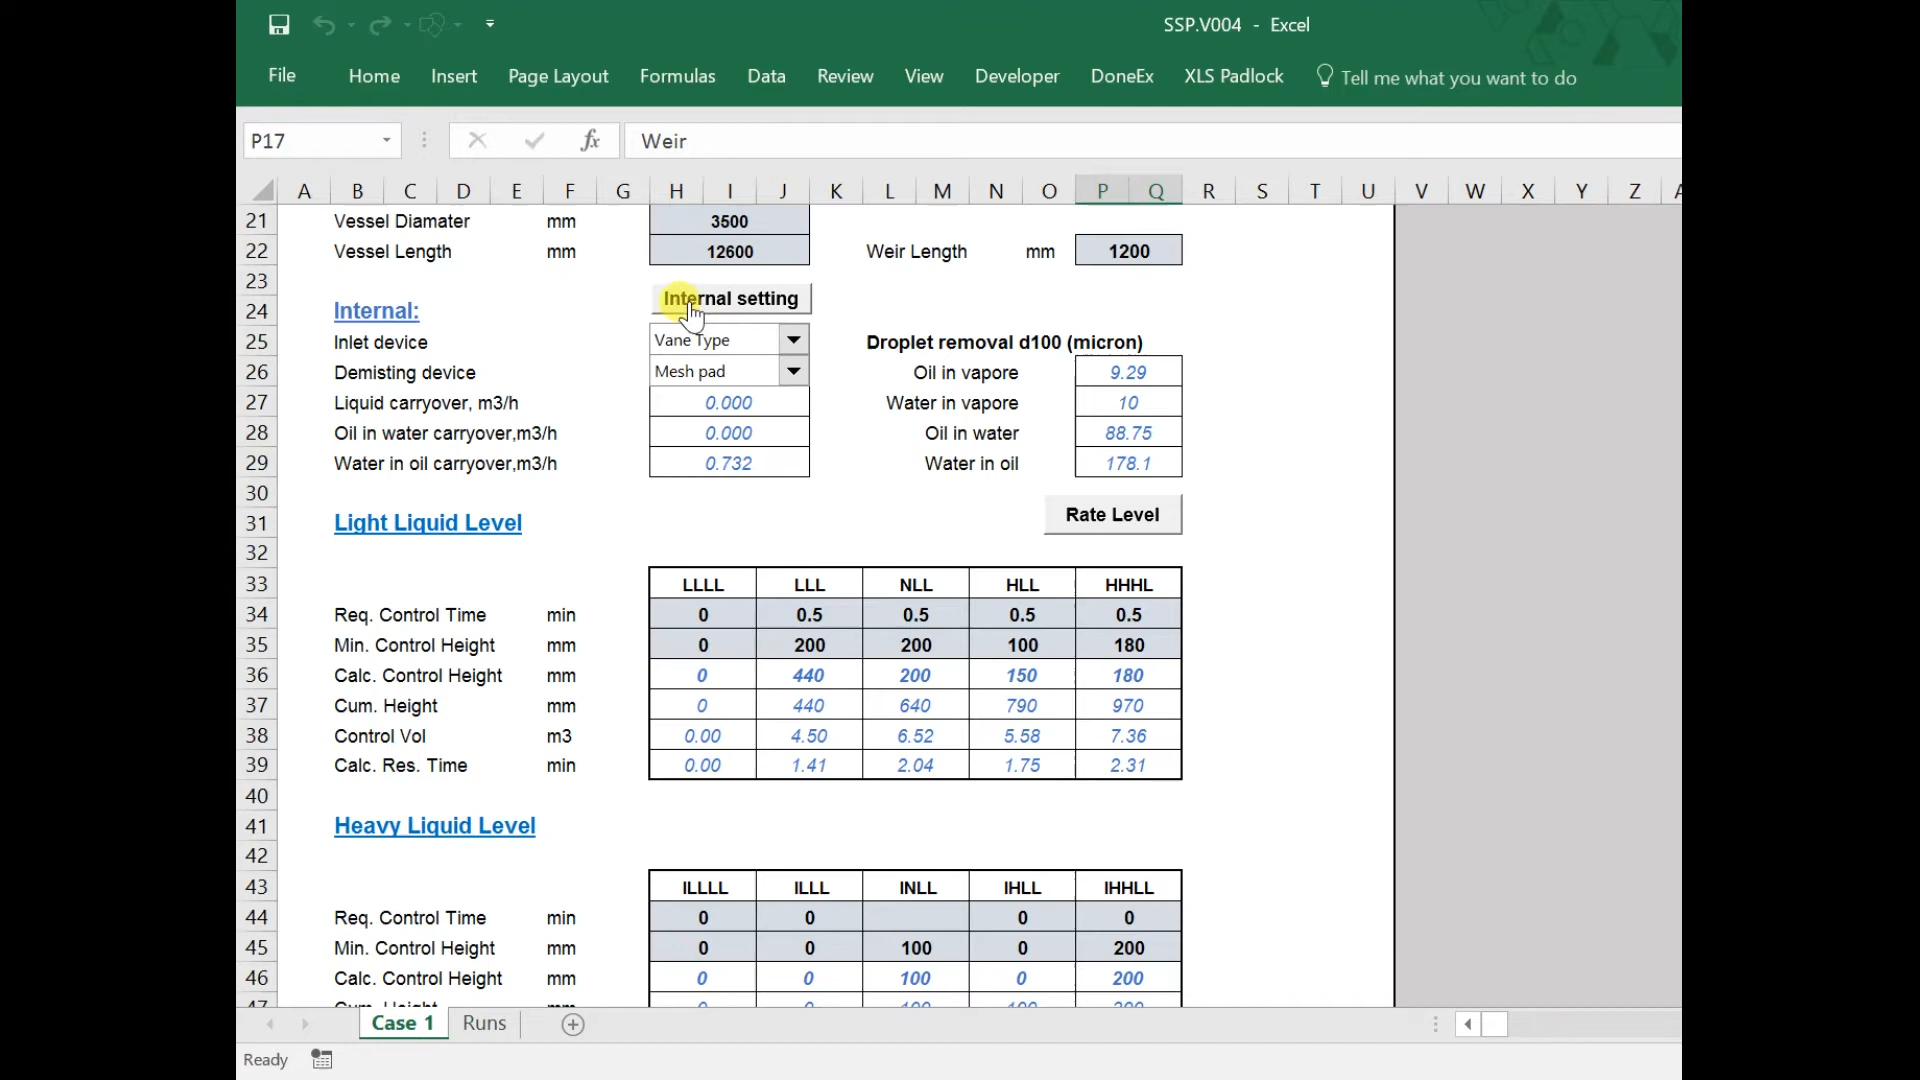 SSP.V004 - Excel
File Home Insert Page Layout Formulas Data Review View Developer DoneEx XLS Padlock Tell me what you want to do
P17 fx Weir
A B C D E F G H I J K L M N O P Q R S T U V W X Y Z
21 Vessel Diamater mm 3500
22 Vessel Length mm 12600 Weir Length mm 1200
23 Internal setting
24 Internal:
25 Inlet device Vane Type Droplet removal d100 (micron)
26 Demisting device Mesh pad Oil in vapore 9.29
27 Liquid carryover, m3/h 0.000 Water in vapore 10
28 Oil in water carryover,m3/h 0.000 Oil in water 88.75
29 Water in oil carryover,m3/h 0.732 Water in oil 178.1
30
31 Light Liquid Level Rate Level
32
33 LLLL LLL NLL HLL HHHL
34 Req. Control Time min 0 0.5 0.5 0.5 0.5
35 Min. Control Height mm 0 200 200 100 180
36 Calc. Control Height mm 0 440 200 150 180
37 Cum. Height mm 0 440 640 790 970
38 Control Vol m3 0.00 4.50 6.52 5.58 7.36
39 Calc. Res. Time min 0.00 1.41 2.04 1.75 2.31
40
41 Heavy Liquid Level
42
43 ILLLL ILLL INLL IHLL IHHLL
44 Req. Control Time min 0 0 0 0
45 Min. Control Height mm 0 0 100 0 200
46 Calc. Control Height mm 0 0 100 0 200
Case 1 Runs
Ready